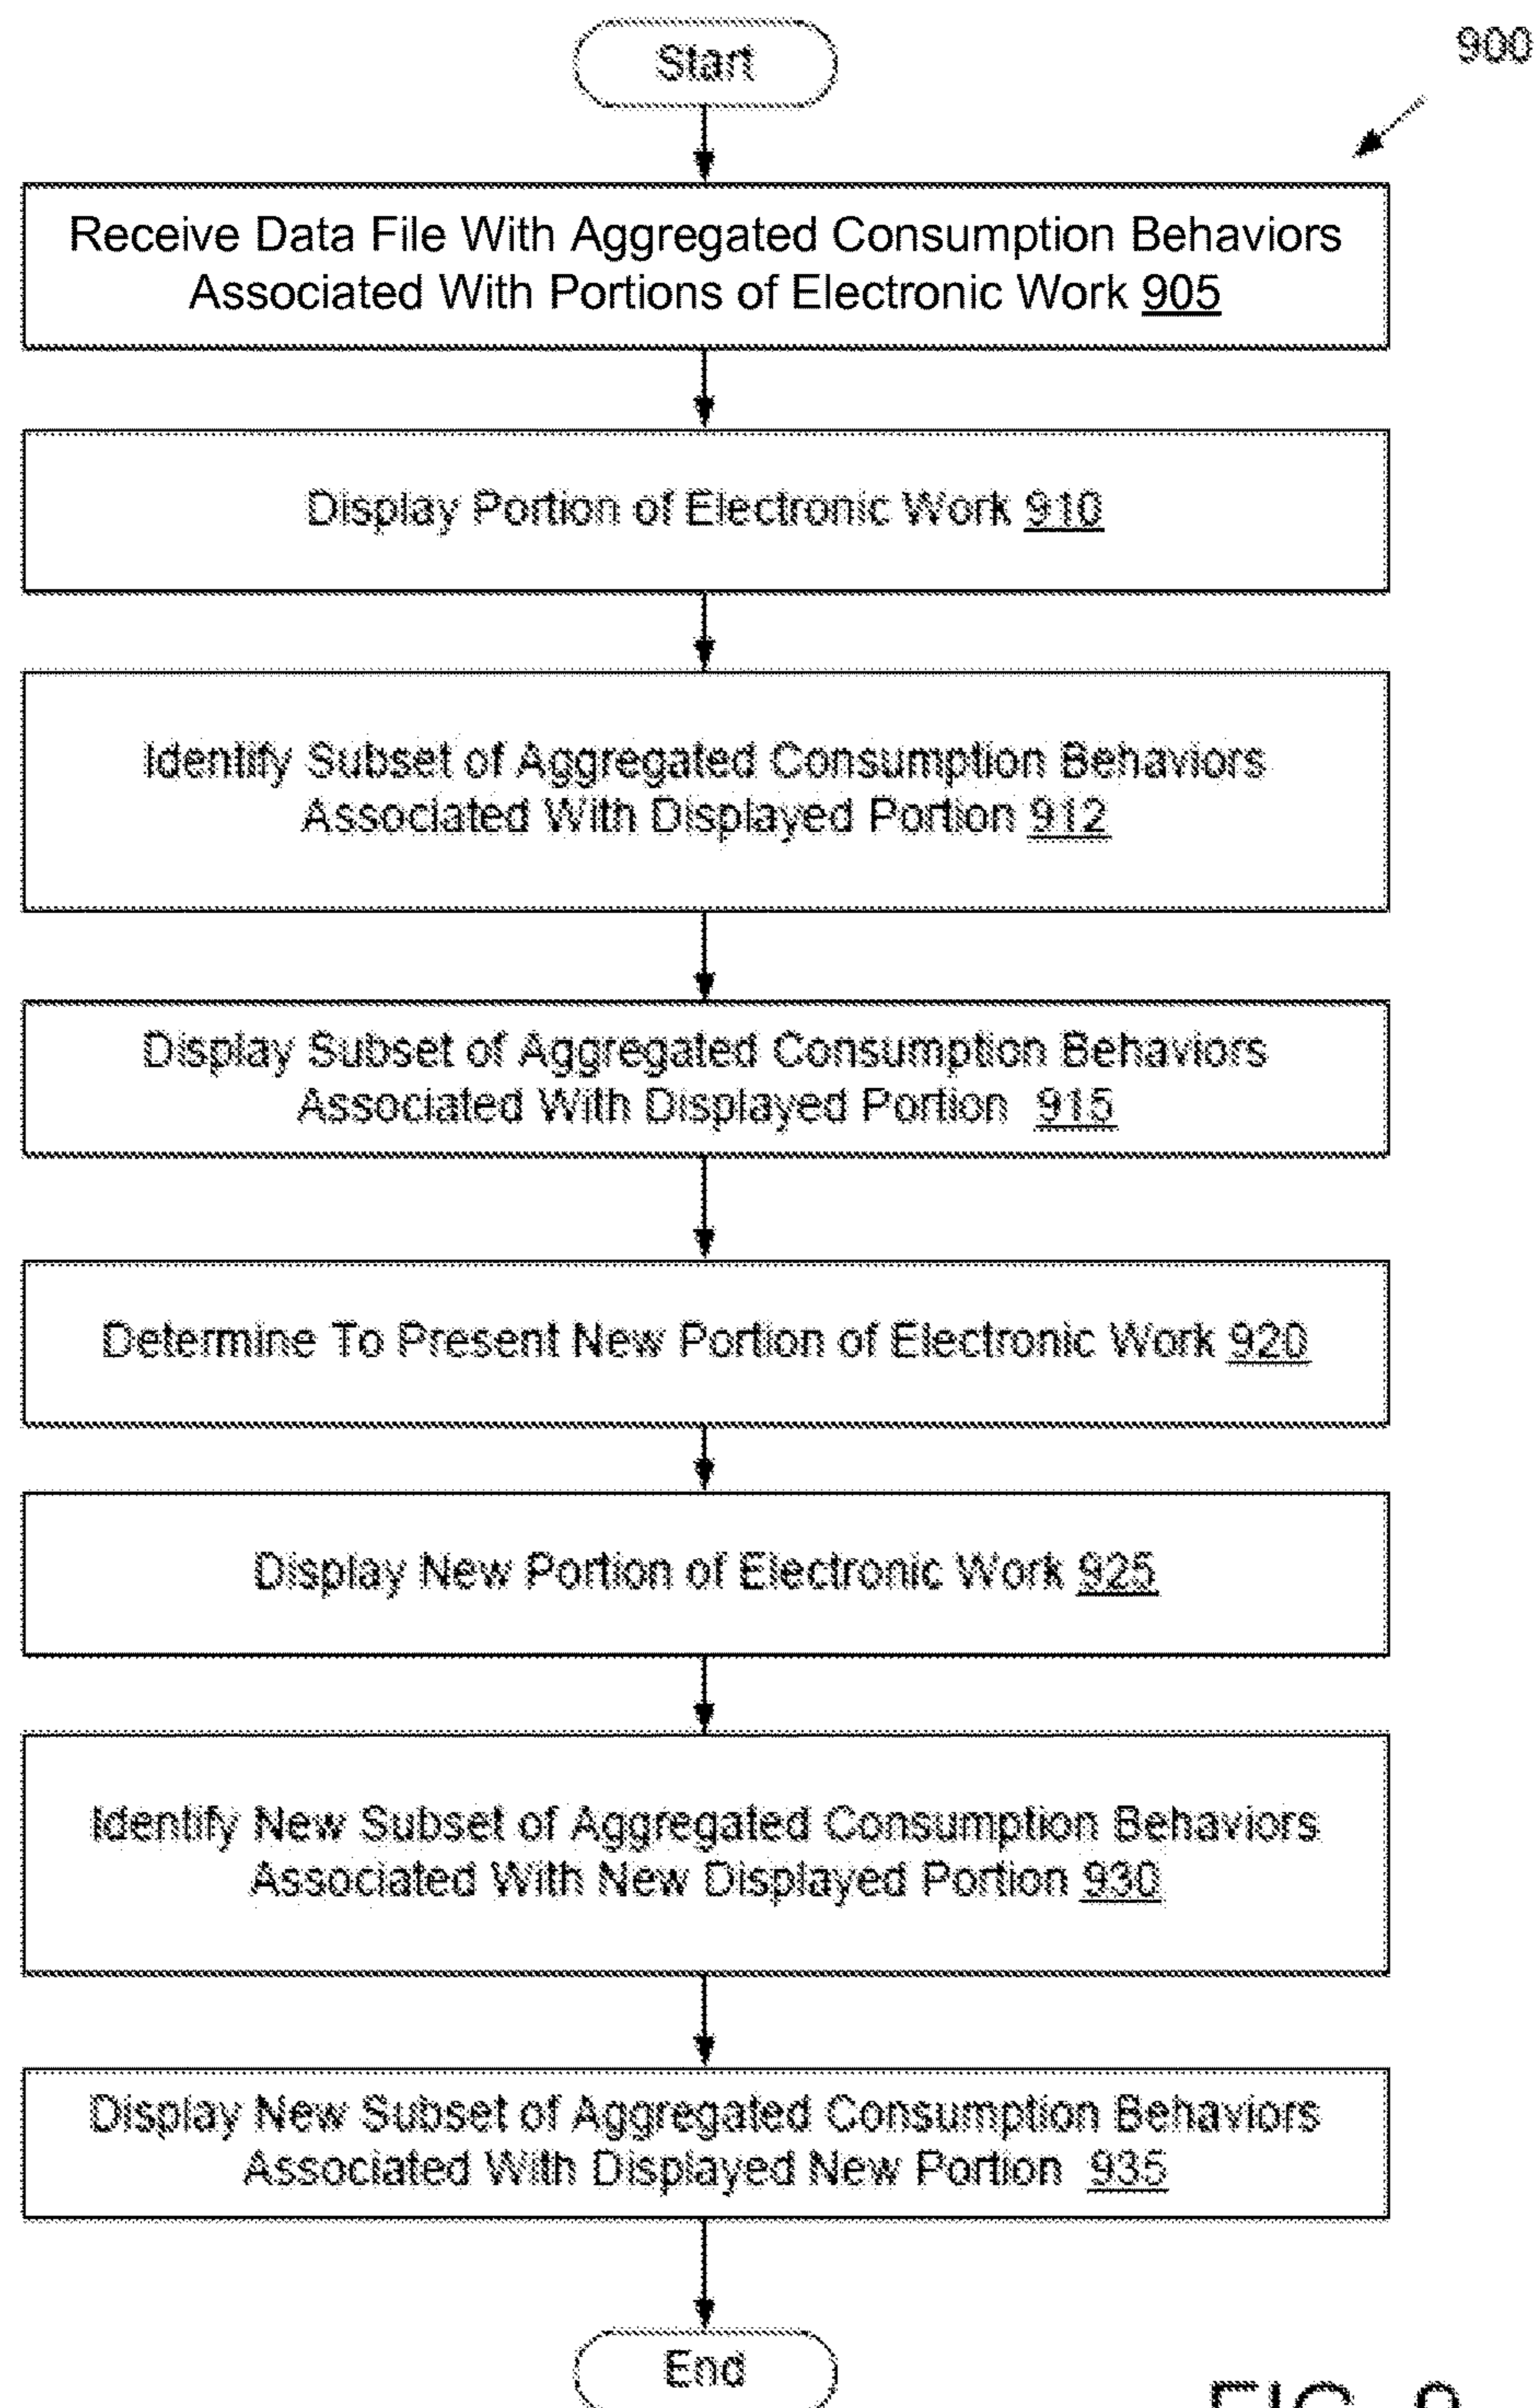 Start
900
Receive Data File With Aggregated Consumption Behaviors
Associated With Portions of Electronic Work 905
Display Portion of Electronic Work 910
Identify Subset of Aggregated Consumption Behaviors
Associated With Displayed Portion 912
Display Subset of Aggregated Consumption Behaviors
Associated With Displayed Portion 915
Determine To Present New Portion of Electronic Work 920
Display New Portion of Electronic Work 925
Identify New Subset of Aggregated Consumption Behaviors
Associated With New Displayed Portion 930
Display New Subset of Aggregated Consumption Behaviors
Associated With Displayed New Portion 935
End
FIG. 9